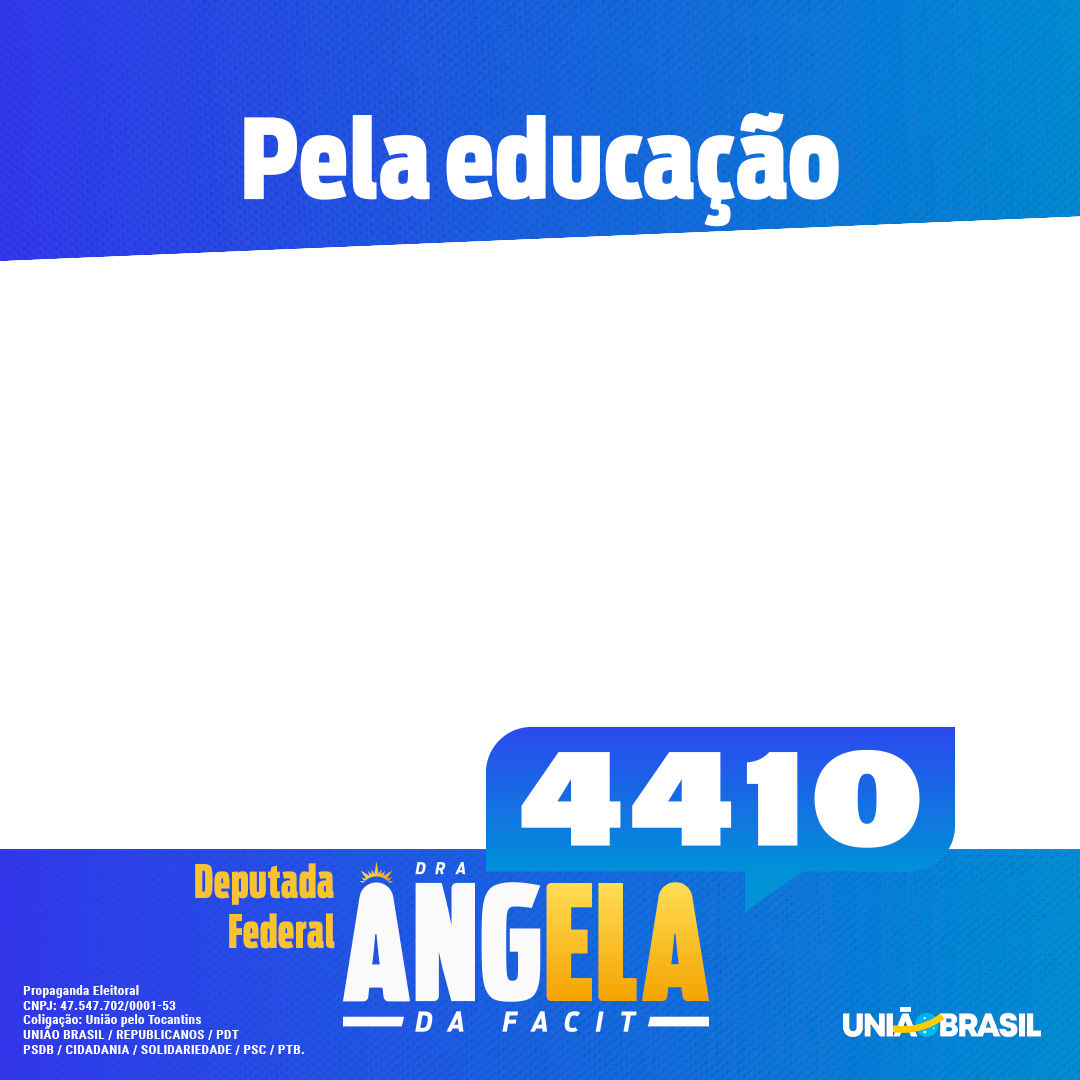 Pela educação
4410
Deputada
Federal
DRA
ÂNGELA
DA FACIT
Propaganda Eleitoral
CNPJ: 47.547.702/0001-53
Coligação: União pelo Tocantins
UNIÃO BRASIL / REPUBLICANOS / PDT
PSDB / CIDADANIA / SOLIDARIEDADE / PSC / PTB.
UNIÃO BRASIL